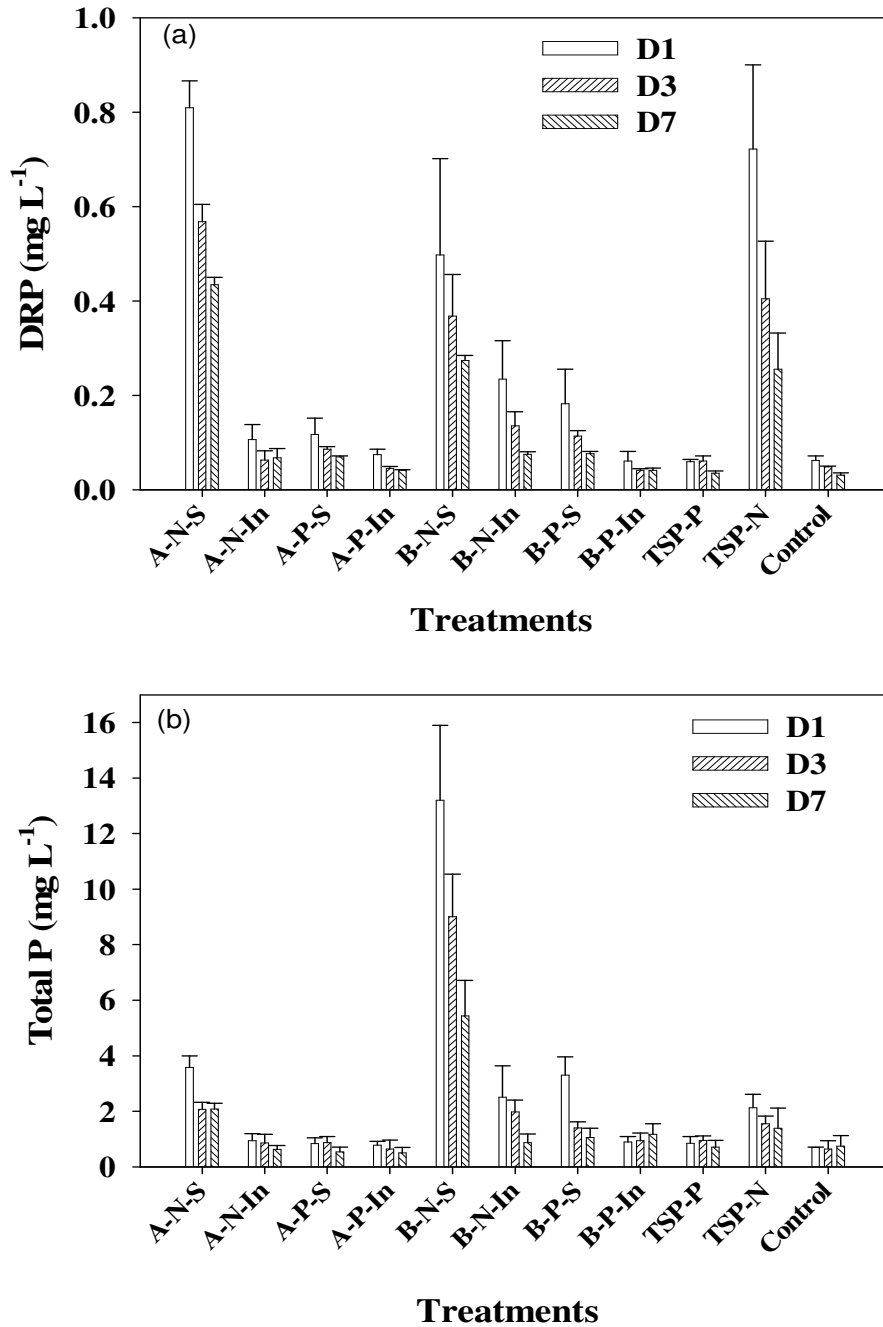 (a)
D1
D3
D7
1.0
0.8
0.6
0.4
0.2
0.0
DRP (mg L-1)
A-N-S
A-N-In
A-P-S
A-P-In
B-N-S
B-N-In
B-P-S
B-P-In
TSP-P
TSP-N
Control
Treatments
(b)
D1
D3
D7
16
14
12
10
8
6
4
2
0
Total P (mg L-1)
A-N-S
A-N-In
A-P-S
A-P-In
B-N-S
B-N-In
B-P-S
B-P-In
TSP-P
TSP-N
Control
Treatments